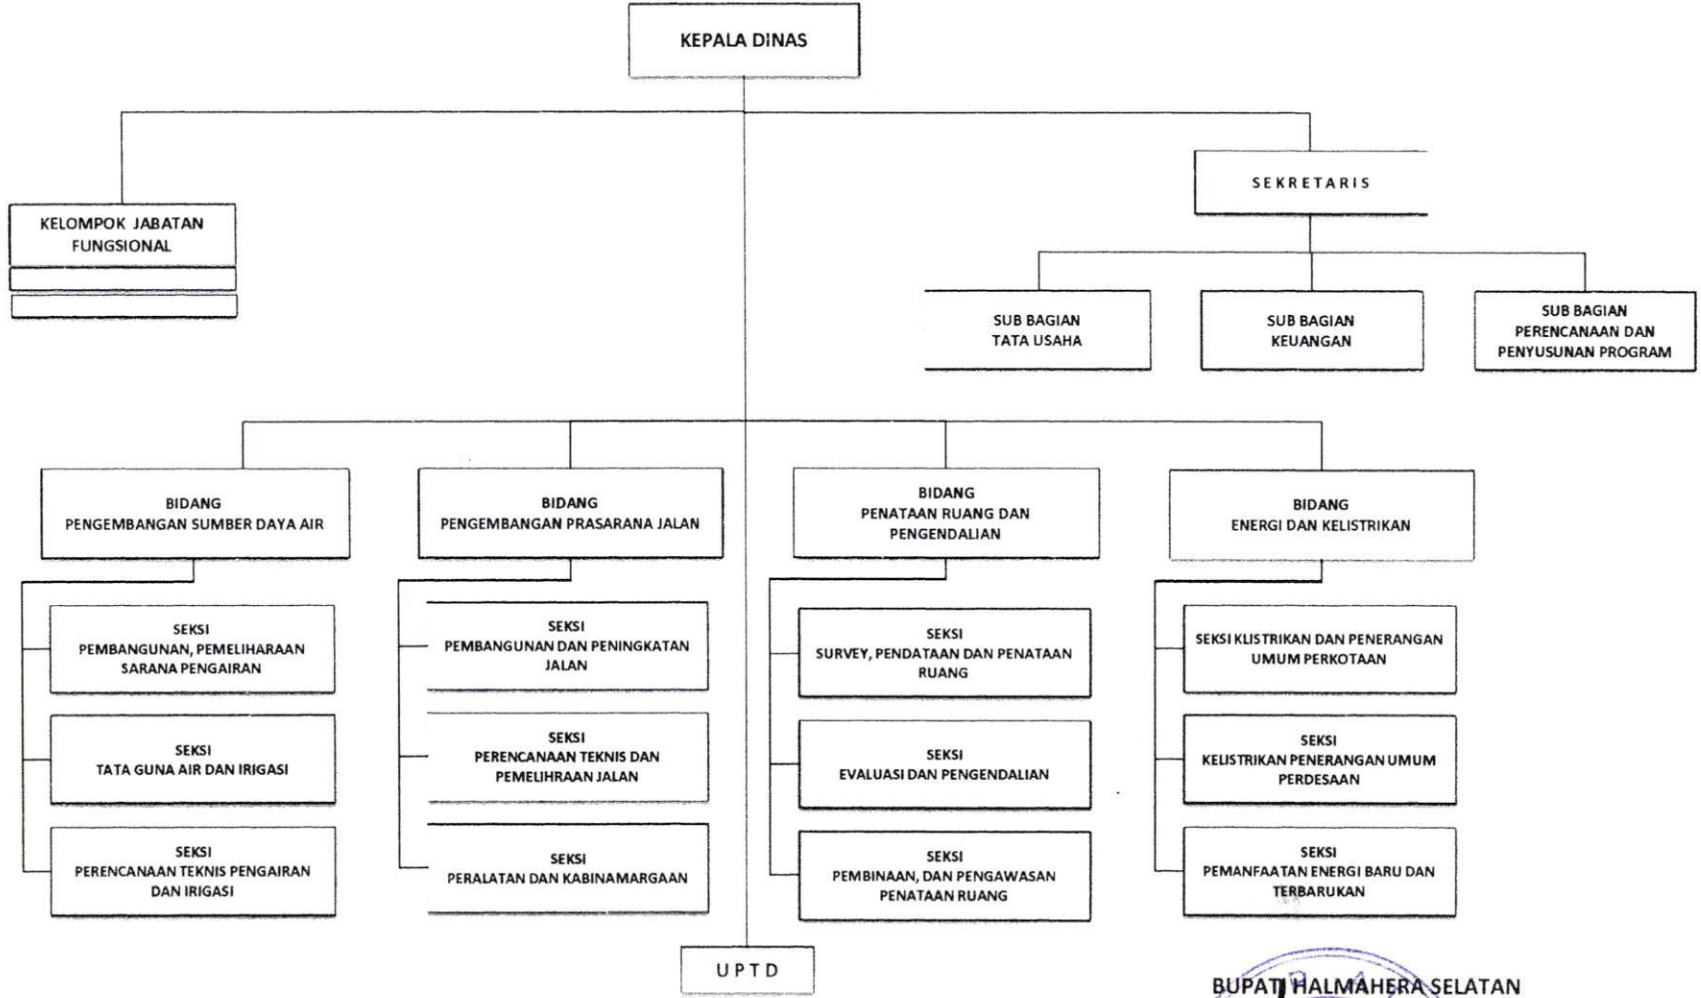 KEPALA DINAS
SEKRETARIS
KELOMPOK JABATAN
FUNGSIONAL
SUB BAGIAN
TATA USAHA
SUB BAGIAN
KEUANGAN
SUB BAGIAN
PERENCANAAN DAN
PENYUSUNAN PROGRAM
BIDANG
PENGEMBANGAN SUMBER DAYA AIR
BIDANG
PENGEMBANGAN PRASARANA JALAN
BIDANG
PENATAAN RUANG DAN
PENGENDALIAN
BIDANG
ENERGI DAN KELISTRIKAN
SEKSI
PEMBANGUNAN, PEMELIHARAAN
SARANA PENGAIRAN
SEKSI
PEMBANGUNAN DAN PENINGKATAN
JALAN
SEKSI
SURVEY, PENDATAAN DAN PENATAAN
RUANG
SEKSI KLISTRIKAN DAN PENERANGAN
UMUM PERKOTAAN
SEKSI
TATA GUNA AIR DAN IRIGASI
SEKSI
PERENCANAAN TEKNIS DAN
PEMELIHRAAN JALAN
SEKSI
EVALUASI DAN PENGENDALIAN
SEKSI
KELISTRIKAN PENERANGAN UMUM
PERDESAAN
SEKSI
PERENCANAAN TEKNIS PENGAIRAN
DAN IRIGASI
SEKSI
PERALATAN DAN KABINAMARGAAN
SEKSI
PEMBINAAN, DAN PENGAWASAN
PENATAAN RUANG
SEKSI
PEMANFAATAN ENERGI BARU DAN
TERBARUKAN
UPTD
BUPATI HALMAHERA SELATAN